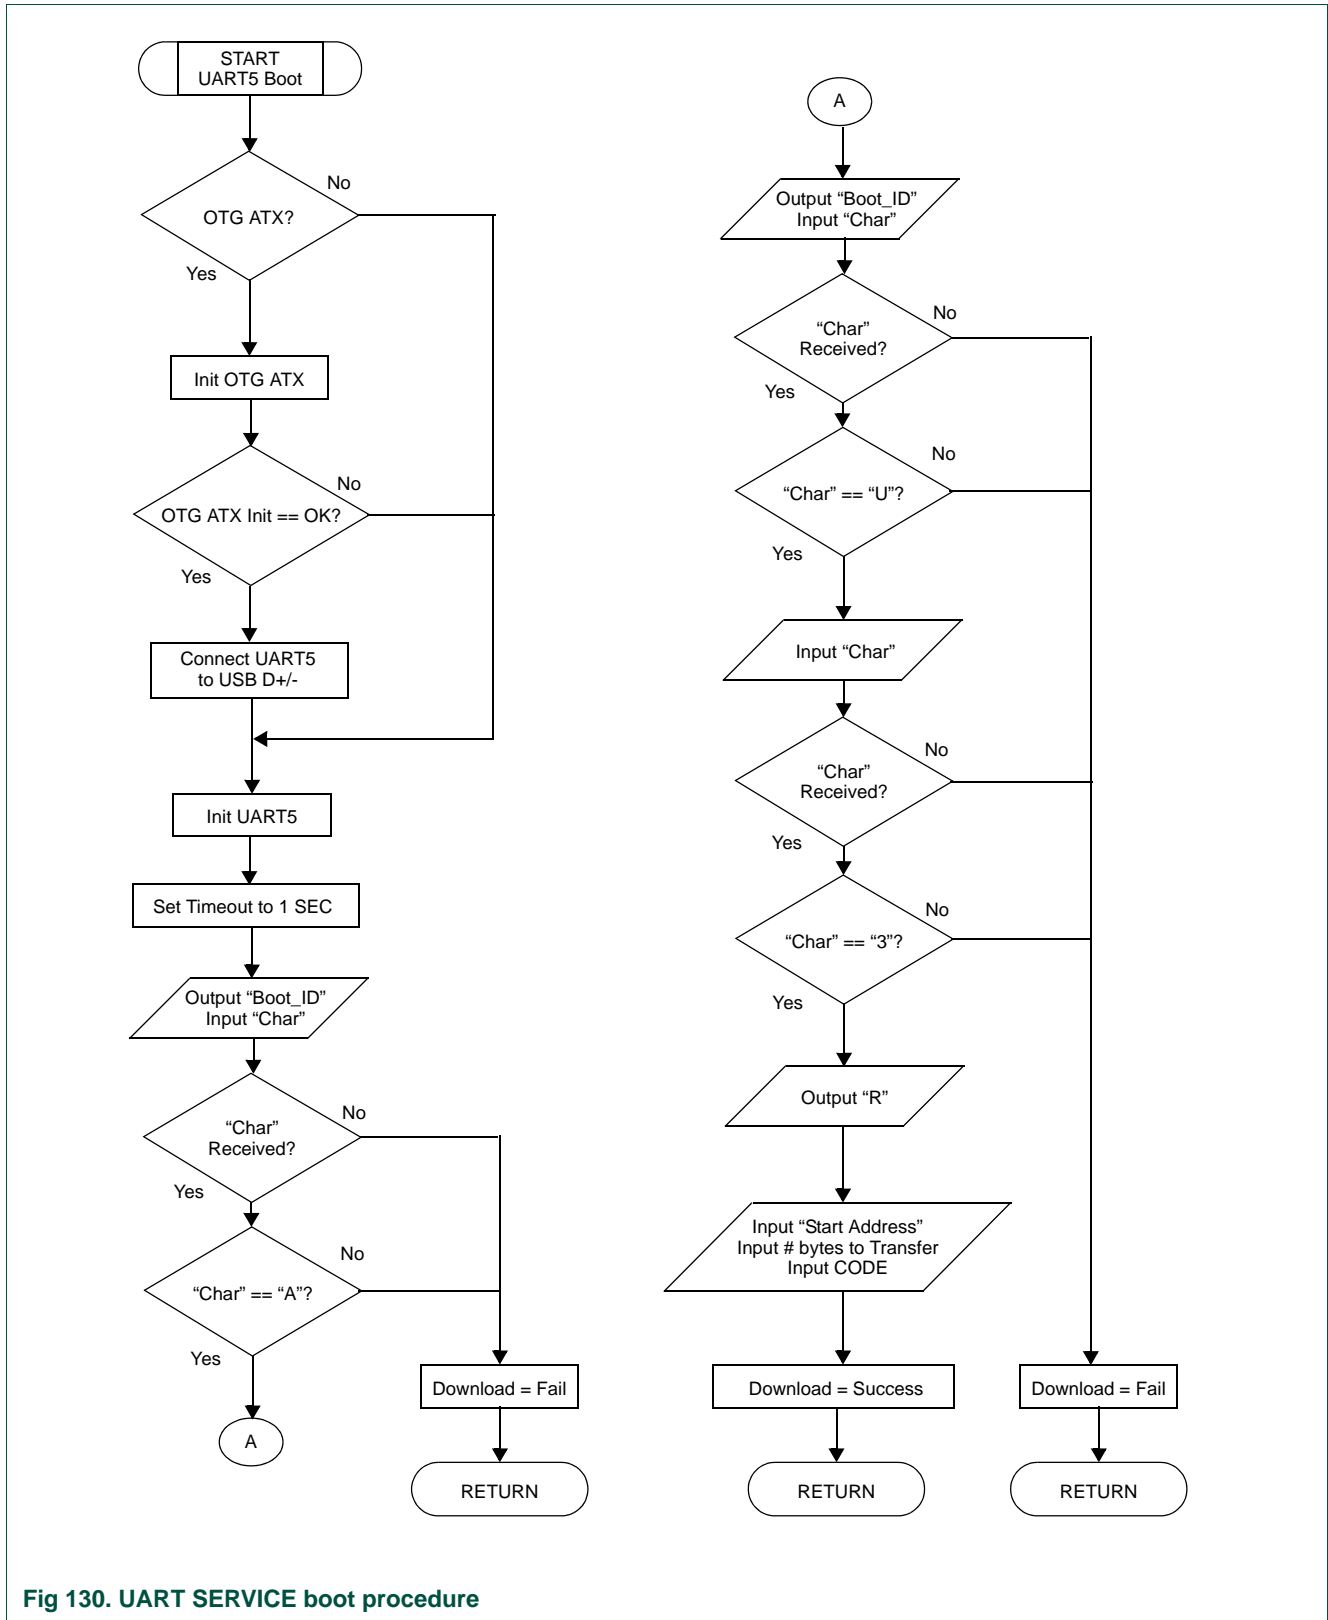 START
UART5 Boot
OTG ATX?
No
Yes
Init OTG ATX
OTG ATX Init == OK?
No
Yes
Connect UART5
to USB D+/-
Init UART5
Set Timeout to 1 SEC
Output “Boot_ID”
Input “Char”
“Char”
Received?
No
Yes
“Char” == “A”?
No
Yes
A
Download = Fail
RETURN
A
Output “Boot_ID”
Input “Char”
“Char”
Received?
No
Yes
“Char” == “U”?
No
Yes
Input “Char”
“Char”
Received?
No
Yes
“Char” == “3”?
No
Yes
Output “R”
Input “Start Address”
Input # bytes to Transfer
Input CODE
Download = Success
RETURN
Download = Fail
RETURN
Fig 130. UART SERVICE boot procedure